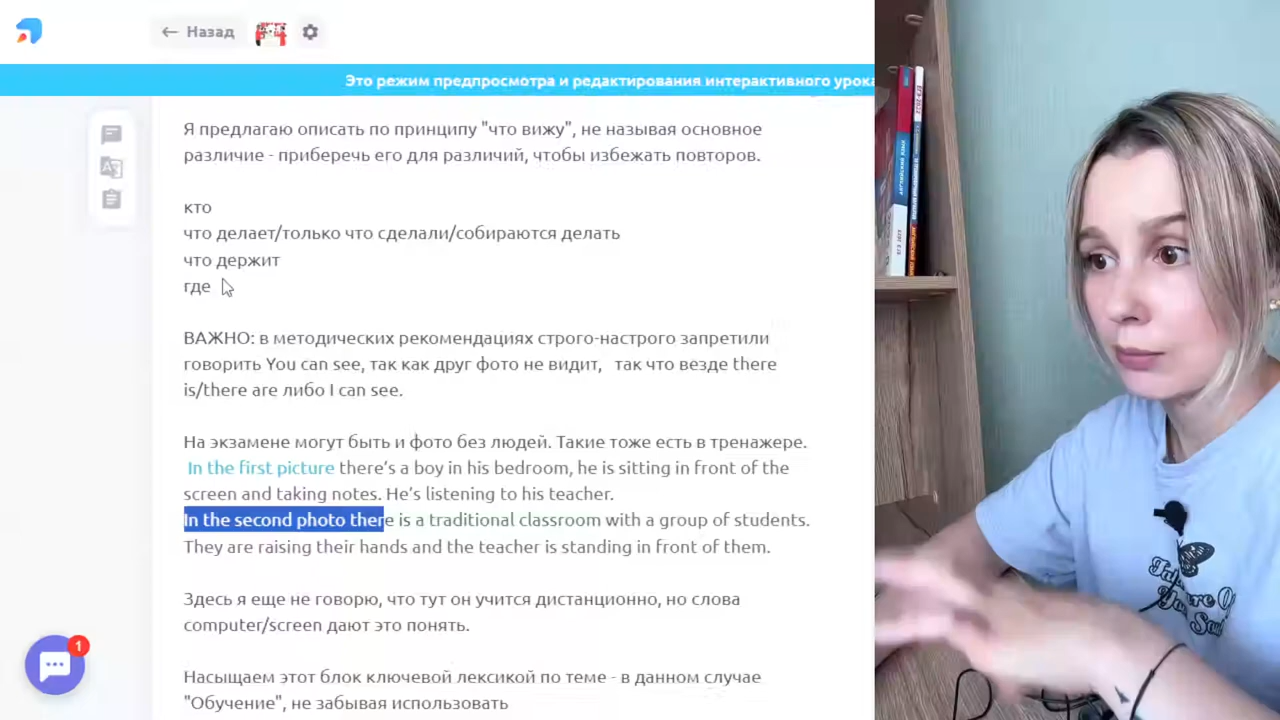 Назад
Это режим предпросмотра и редактирования интерактивного урока
Я предлагаю описать по принципу "что вижу", не называя основное
различие - приберечь его для различий, чтобы избежать повторов.
кто
что делает/только что сделали/собираются делать
что держит
где
ВАЖНО: в методических рекомендациях строго-настрого запретили
говорить You can see, так как друг фото не видит, так что везде there
is/there are либо I can see.
На экзамене могут быть и фото без людей. Такие тоже есть в тренажере.
In the first picture there's a boy in his bedroom, he is sitting in front of the
screen and taking notes. He's listening to his teacher.
In the second photo there is a traditional classroom with a group of students.
They are raising their hands and the teacher is standing in front of them.
Здесь я еще не говорю, что тут он учится дистанционно, но слова
computer/screen дают это понять.
Насыщаем этот блок ключевой лексикой по теме - в данном случае
"Обучение", не забывая использовать
1
АНГЛИЙСКИЙ ЯЗЫК